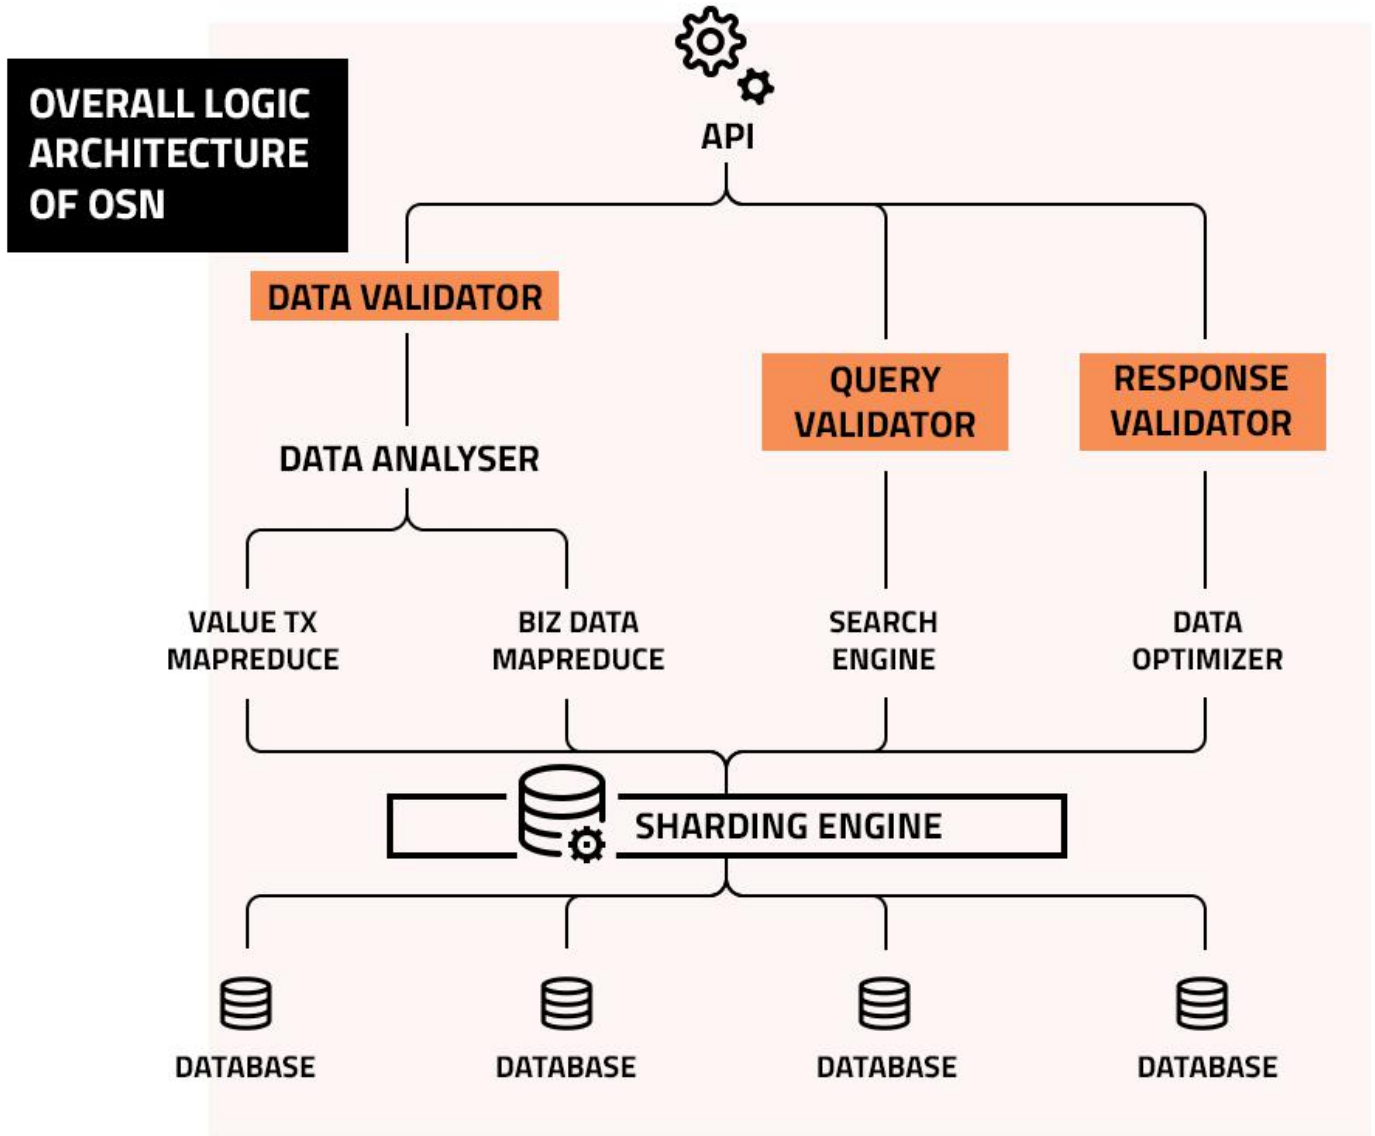 OVERALL LOGIC
ARCHITECTURE
OF OSN
API
DATA VALIDATOR
QUERY
VALIDATOR
RESPONSE
VALIDATOR
DATA ANALYSER
VALUE TX
MAPREDUCE
BIZ DATA
MAPREDUCE
SEARCH
ENGINE
DATA
OPTIMIZER
SHARDING ENGINE
DATABASE
DATABASE
DATABASE
DATABASE